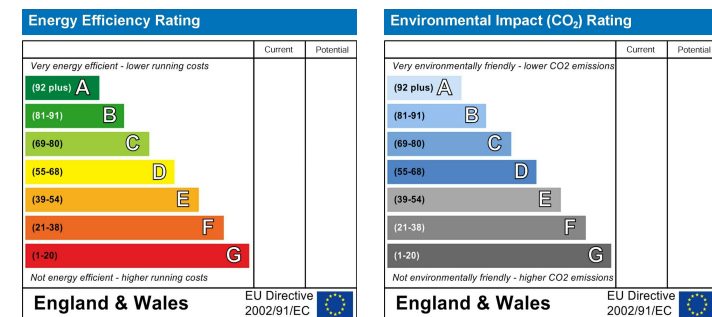 Energy Efficiency Rating
Current Potential
Very energy efficient - lower running costs
(92 plus) A
(81-91) B
(69-80) C
(55-68) D
(39-54) E
(21-38) F
(1-20) G
Not energy efficient - higher running costs
England & Wales
EU Directive
2002/91/EC
Environmental Impact (CO₂) Rating
Current Potential
Very environmentally friendly - lower CO2 emissions
(92 plus) A
(81-91) B
(69-80) C
(55-68) D
(39-54) E
(21-38) F
(1-20) G
Not environmentally friendly - higher CO2 emissions
England & Wales
EU Directive
2002/91/EC